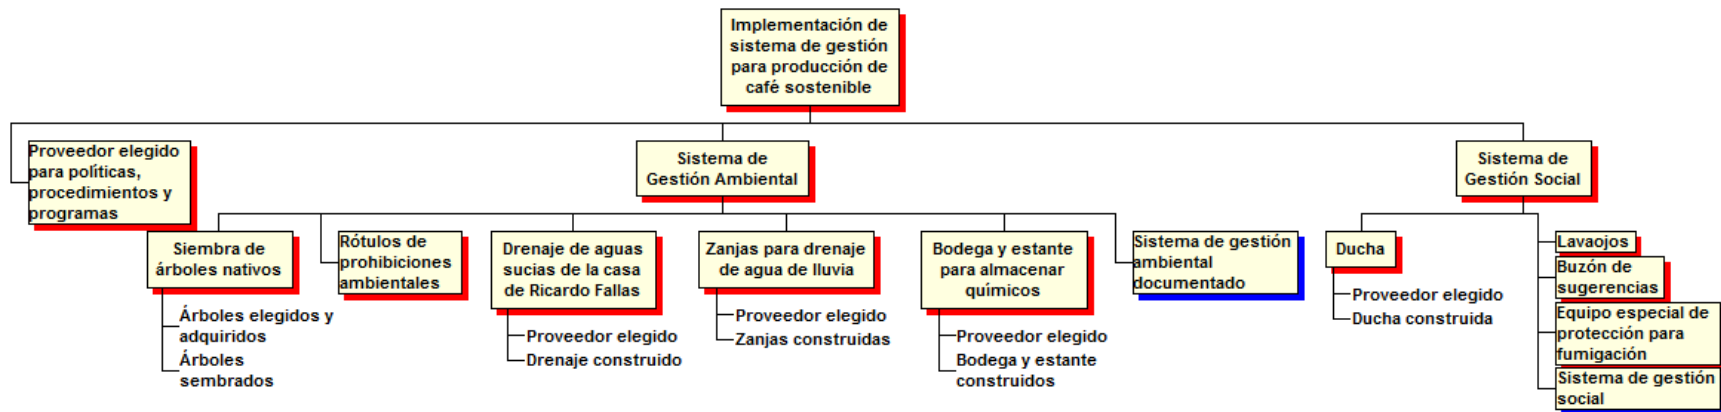 Implementación de
sistema de gestión
para producción de
café sostenible
Proveedor elegido
para políticas,
procedimientos y
programas
Sistema de
Gestión Ambiental
Sistema de
Gestión Social
Siembra de
árboles nativos
Árboles elegidos y
adquiridos
Árboles
sembrados
Rótulos de
prohibiciones
ambientales
Drenaje de aguas
sucias de la casa
de Ricardo Fallas
Proveedor elegido
Drenaje construido
Zanjas para drenaje
de agua de lluvia
Proveedor elegido
Zanjas construidas
Bodega y estante
para almacenar
químicos
Proveedor elegido
Bodega y estante
construidos
Sistema de gestión
ambiental
documentado
Ducha
Proveedor elegido
Ducha construida
Lavaojos
Buzón de
sugerencias
Equipo especial de
protección para
fumigación
Sistema de gestión
social